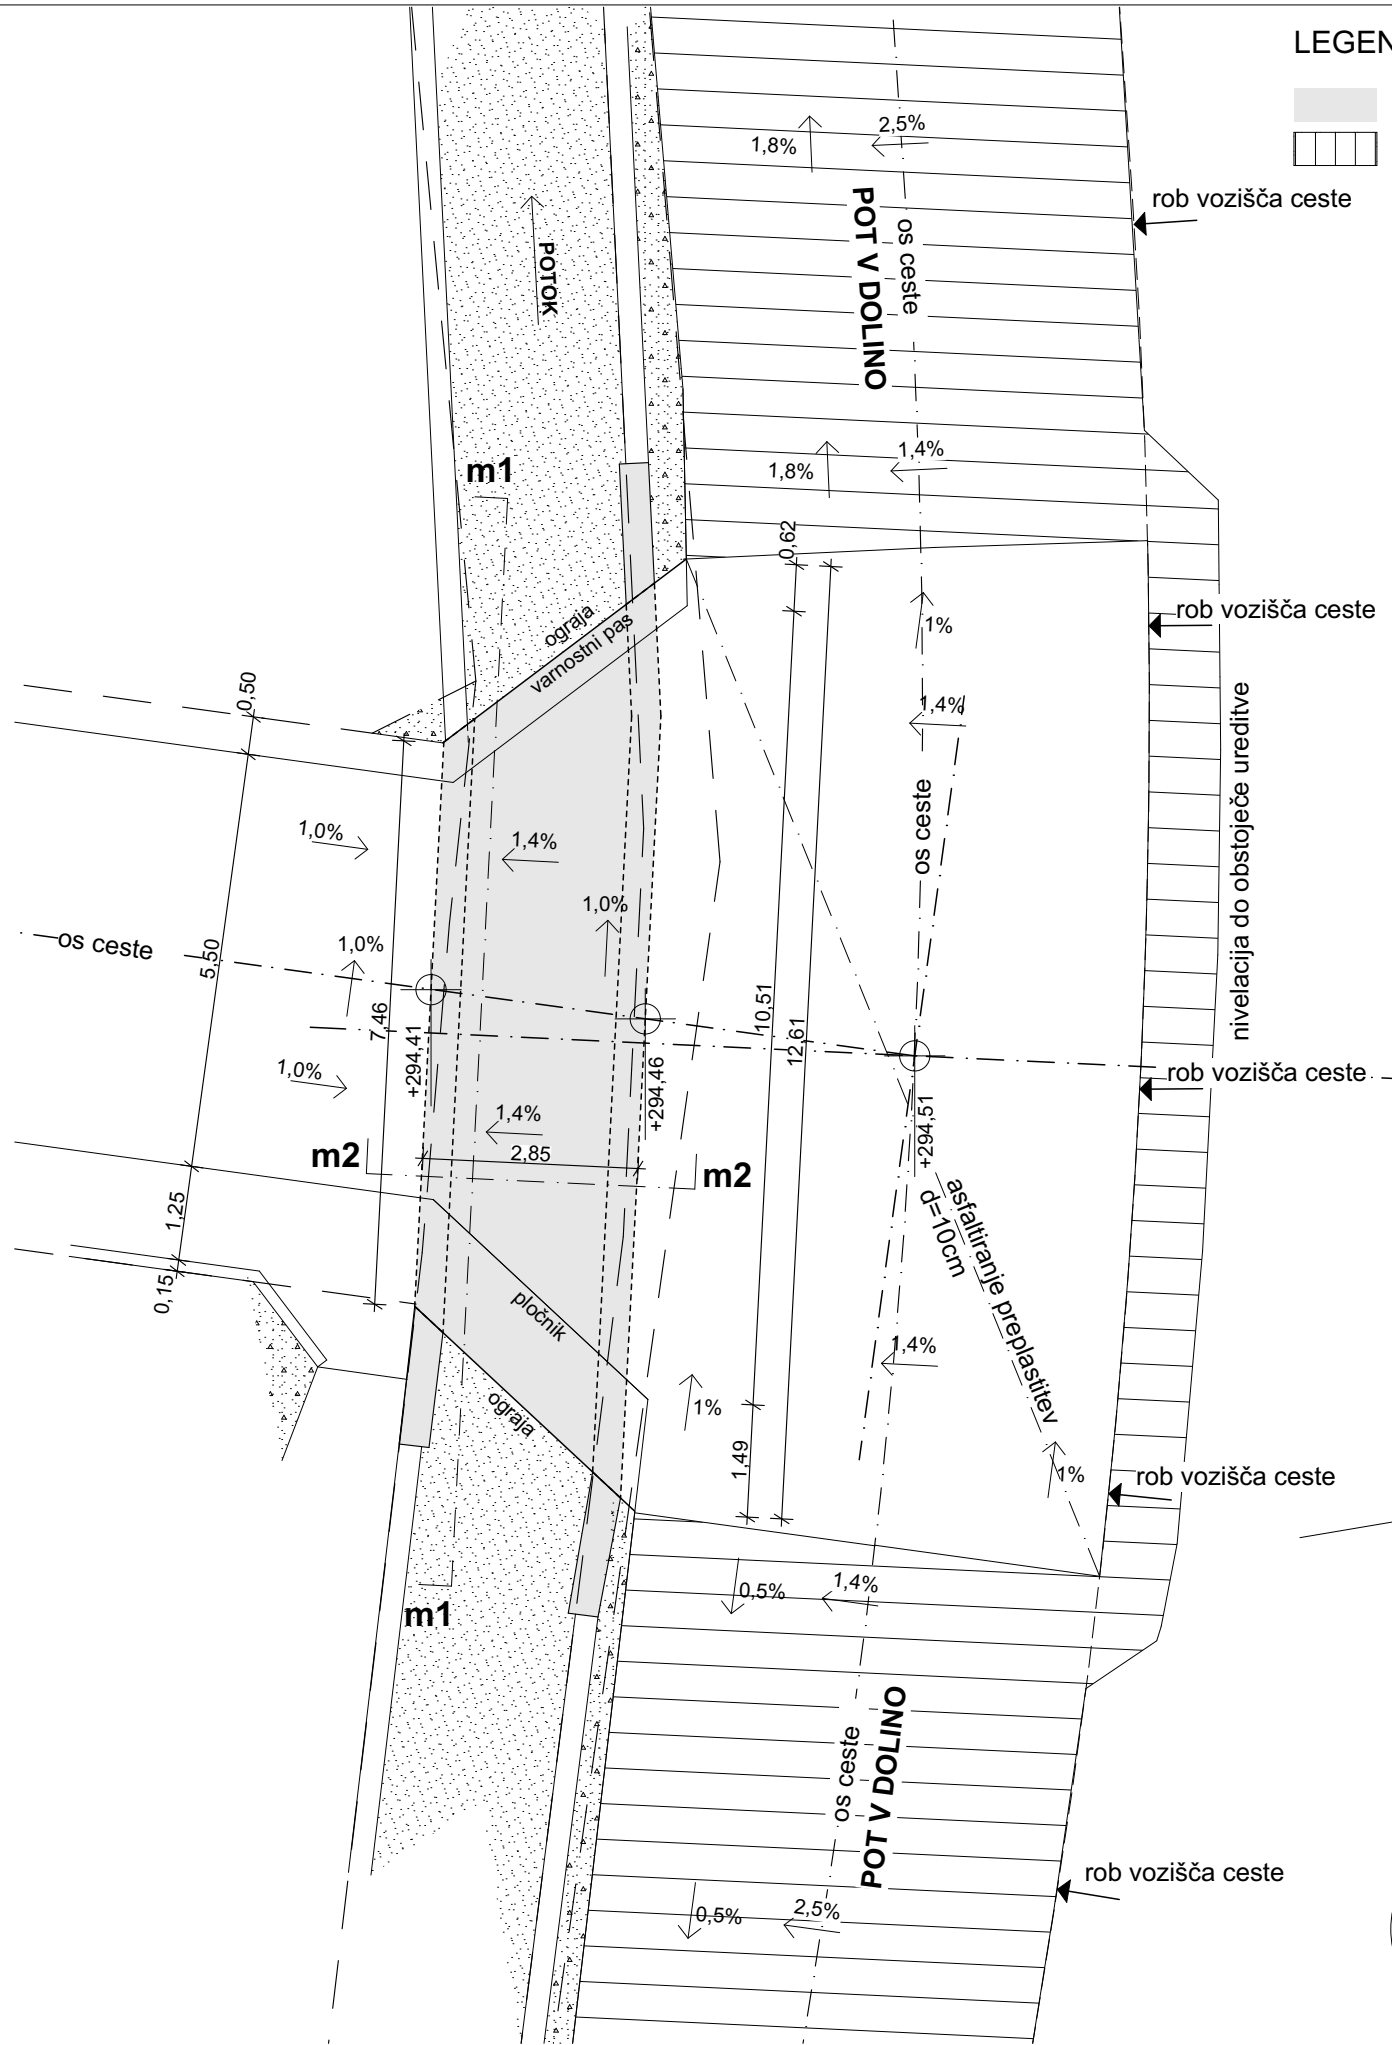 LEGEN
2,5%
1,8%
rob vozišča ceste
POT V DOLINO
os ceste
POTOK
1,4%
1,8%
m1
0,62
ograja
varnostni pas
1%
rob vozišča ceste
0,50
1,4%
nivelacija do obstoječe ureditve
1,0%
1,4%
os ceste
1,0%
os ceste
1,0%
5,50
7,46
10,51
12,61
+294,41
+294,46
1,0%
rob vozišča ceste
+294,51
1,4%
m2
2,85
m2
asfaltiranje preplastitev
d=10cm
1,25
0,15
pločnik
1,4%
ograja
1%
1,49
1%
rob vozišča ceste
0,5%
1,4%
m1
os ceste
POT V DOLINO
rob vozišča ceste
0,5%
2,5%